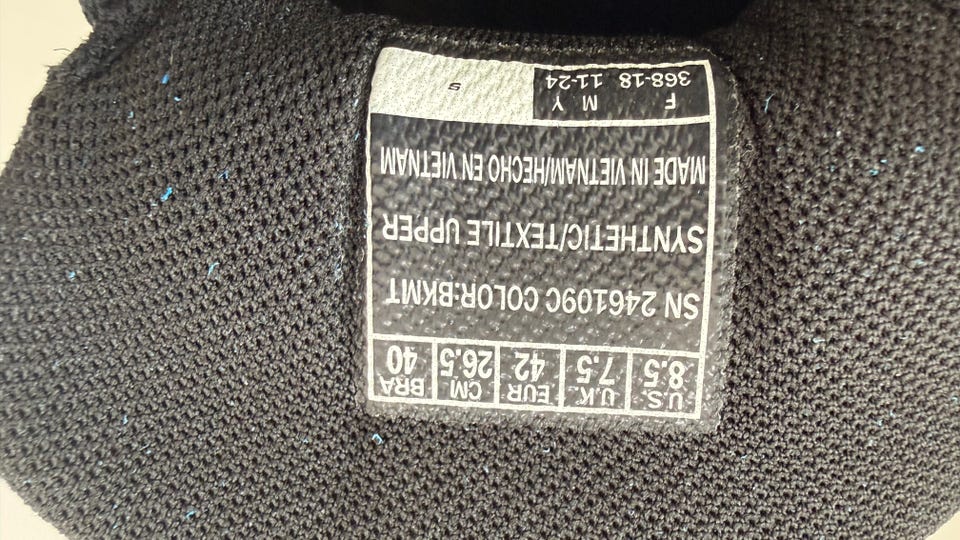 U.S. U.K. EUR CM BRA
8.5 7.5 42 26.5 40
SN 246109C COLOR:BKMT
SYNTHETIC/TEXTILE UPPER
MADE IN VIETNAM/HECHO EN VIETNAM
F M Y
368-18 11-24